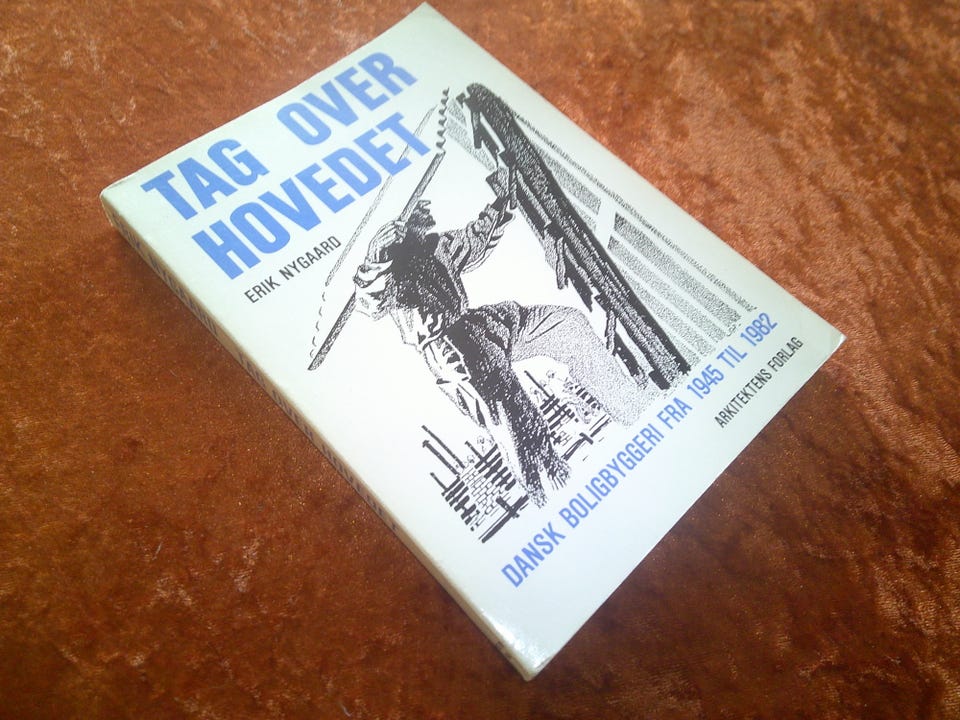 TAG OVER
HOVEDET
ERIK NYGAARD
DANSK BOLIGBYGGERI FRA 1945 TIL 1982
ARKITEKTENS FORLAG